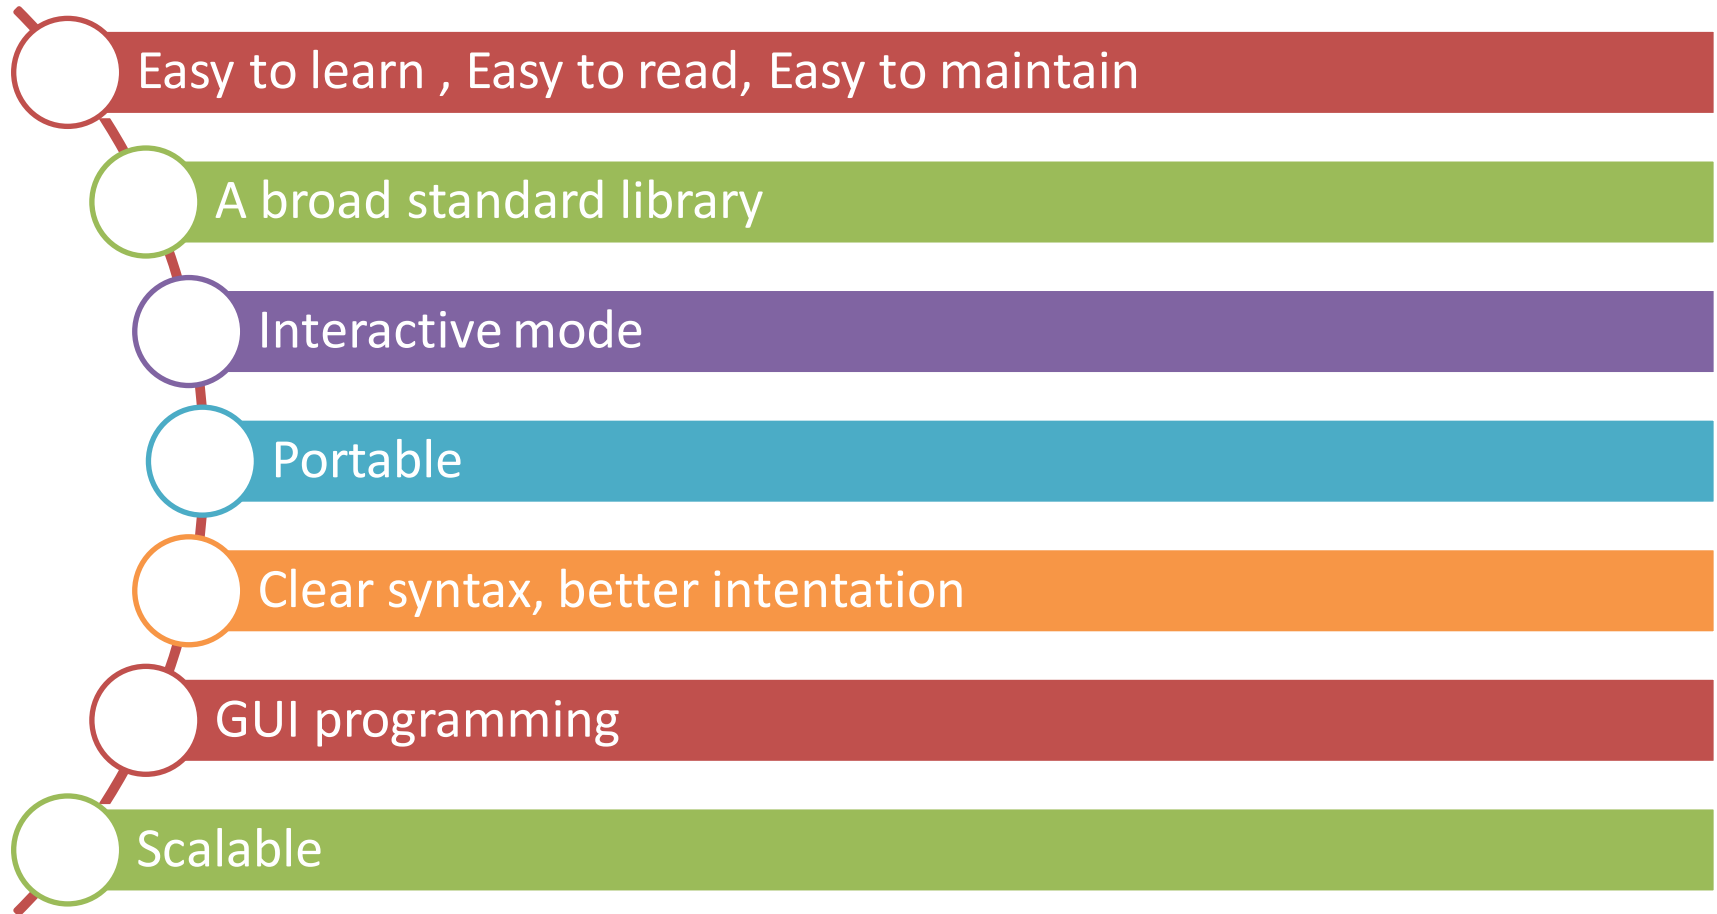 Easy to learn , Easy to read, Easy to maintain
A broad standard library
Interactive mode
Portable
Clear syntax, better intentation
GUI programming
Scalable